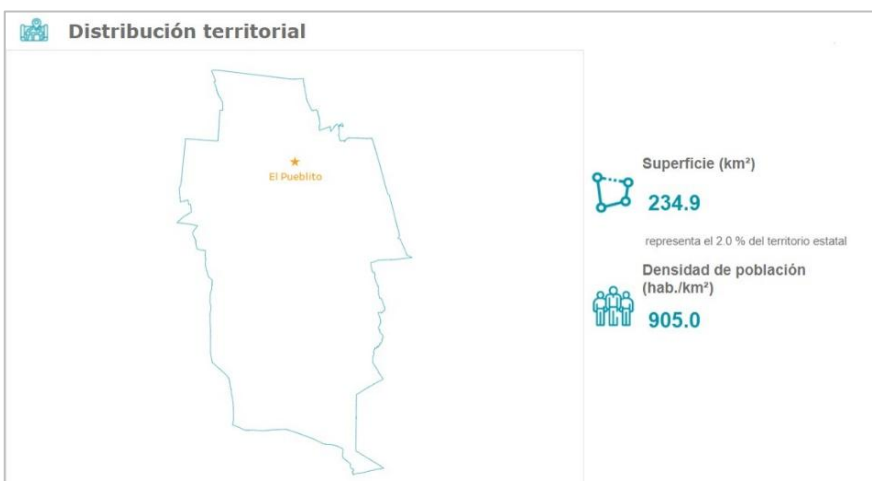 Distribución territorial
El Pueblito
Superficie (km²)
234.9
representa el 2.0 % del territorio estatal
Densidad de población
(hab./km²)
905.0